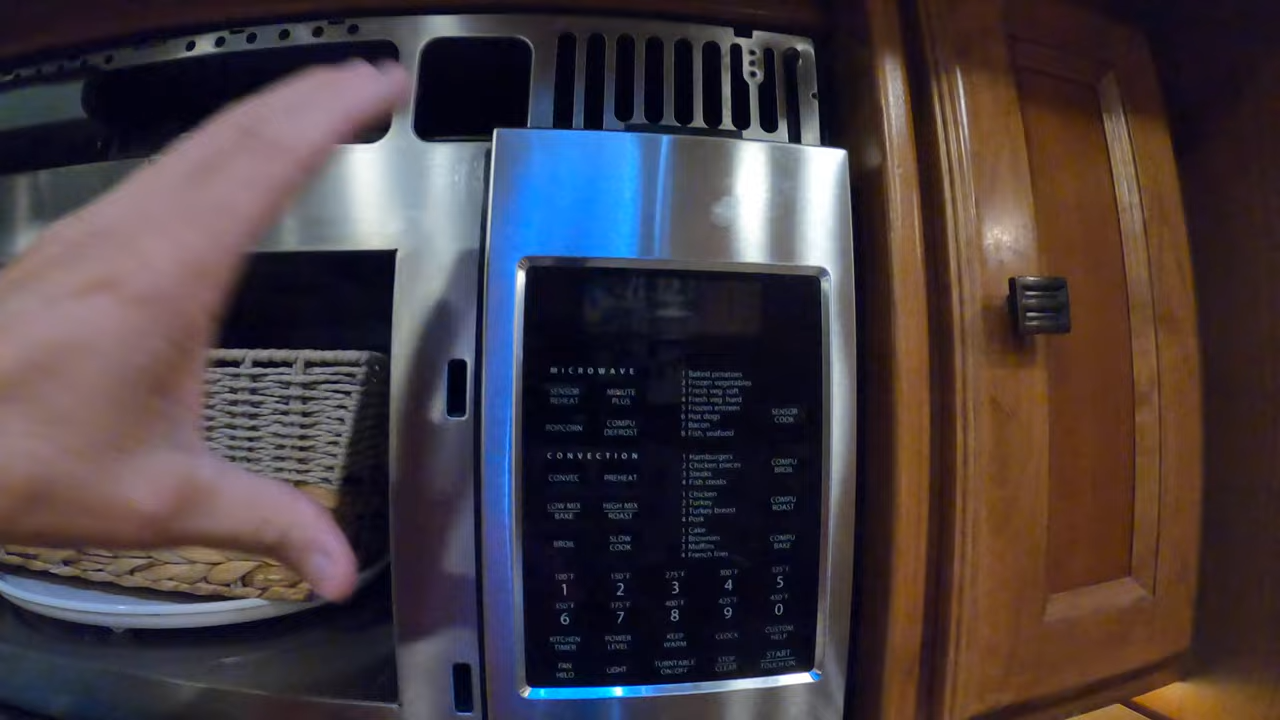 MICROWAVE
SENSOR REHEAT
MINUTE PLUS
POPCORN
COMPU DEFROST
1 Baked potatoes
2 Frozen vegetables
3 Fresh veg soft
4 Fresh veg hard
5 Frozen entrees
6 Hot dogs
7 Bacon
8 Fish, seafood
SENSOR COOK
CONVECTION
CONVEC
PREHEAT
LOW MIX BAKE
HIGH MIX ROAST
BROIL
SLOW COOK
1 Hamburgers
2 Chicken pieces
3 Steaks
4 Fish steaks
COMPU BROIL
1 Chicken
2 Turkey
3 Turkey breast
4 Pork
COMPU ROAST
1 Cake
2 Brownies
3 Muffins
4 French fries
COMPU BAKE
100°F 150°F 275°F 300°F 325°F
1 2 3 4 5
350°F 375°F 400°F 425°F 450°F
6 7 8 9 0
KITCHEN TIMER
POWER LEVEL
KEEP WARM
CLOCK
CUSTOM HELP
FAN HI/LO
LIGHT
TURNTABLE ON/OFF
STOP CLEAR
START TOUCH ON